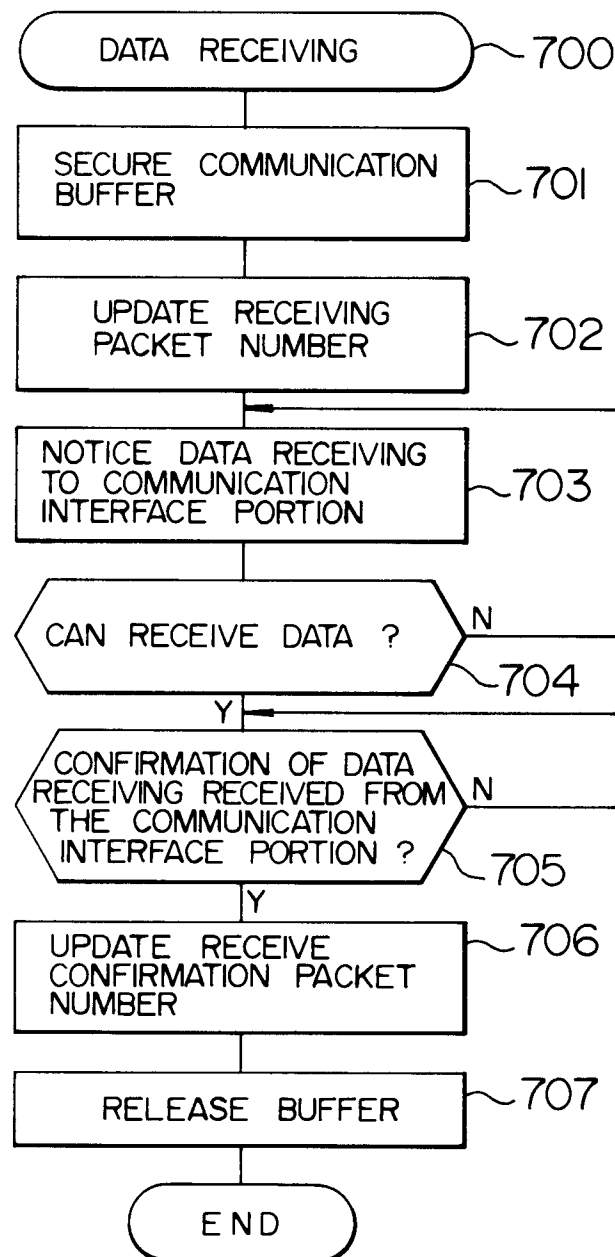 DATA RECEIVING
700
SECURE COMMUNICATION
BUFFER
701
UPDATE RECEIVING
PACKET NUMBER
702
NOTICE DATA RECEIVING
TO COMMUNICATION
INTERFACE PORTION
703
CAN RECEIVE DATA ?
N
704
Y
CONFIRMATION OF DATA
RECEIVING RECEIVED FROM
THE COMMUNICATION
INTERFACE PORTION ?
N
705
Y
UPDATE RECEIVE
CONFIRMATION PACKET
NUMBER
706
RELEASE BUFFER
707
END